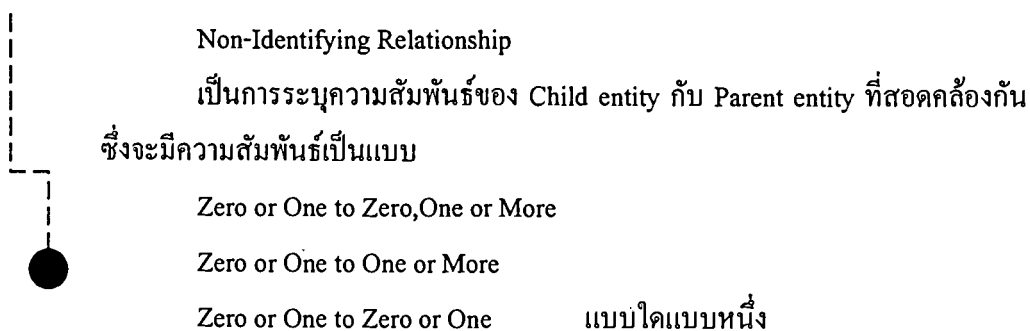 Non-Identifying Relationship
เป็นการระบุความสัมพันธ์ของ Child entity กับ Parent entity ที่สอดคล้องกัน
ซึ่งจะมีความสัมพันธ์เป็นแบบ
Zero or One to Zero,One or More
Zero or One to One or More
Zero or One to Zero or One แบบใดแบบหนึ่ง